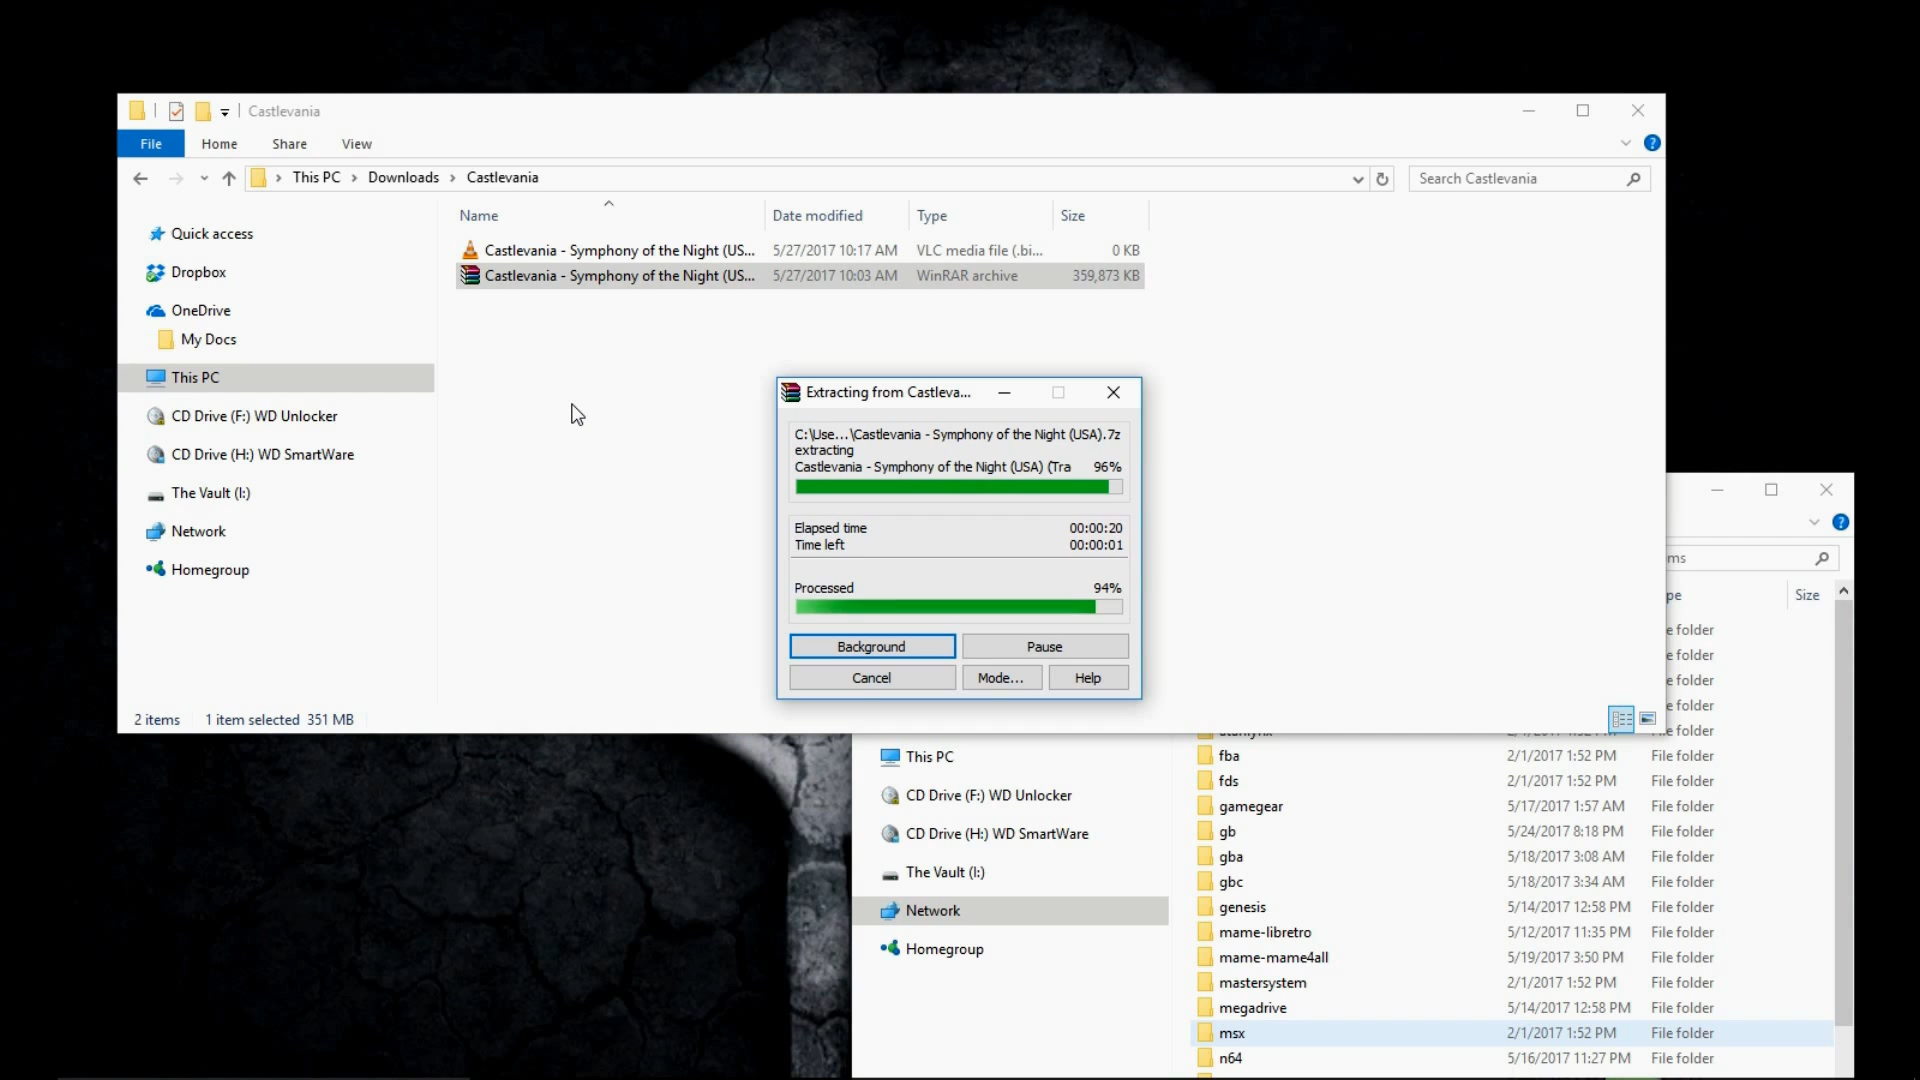 Castlevania
File Home Share View
This PC Downloads Castlevania
Search Castlevania
Name Date modified Type Size
Castlevania - Symphony of the Night (US... 5/27/2017 10:17 AM VLC media file (.bi... 0 KB
Castlevania - Symphony of the Night (US... 5/27/2017 10:03 AM WinRAR archive 359,873 KB
Quick access
Dropbox
OneDrive
My Docs
This PC
CD Drive (F:) WD Unlocker
CD Drive (H:) WD SmartWare
The Vault (I:)
Network
Homegroup
2 items 1 item selected 351 MB
Extracting from Castleva...
C:\Use...\Castlevania - Symphony of the Night (USA).7z
extracting
Castlevania - Symphony of the Night (USA) (Tra 96%
Elapsed time 00:00:20
Time left 00:00:01
Processed 94%
Background Pause
Cancel Mode... Help
ms
pe Size
e folder
e folder
e folder
e folder
e folder
This PC
CD Drive (F:) WD Unlocker
CD Drive (H:) WD SmartWare
The Vault (I:)
Network
Homegroup
fba 2/1/2017 1:52 PM File folder
fds 2/1/2017 1:52 PM File folder
gamegear 5/17/2017 1:57 AM File folder
gb 5/24/2017 8:18 PM File folder
gba 5/18/2017 3:08 AM File folder
gbc 5/18/2017 3:34 AM File folder
genesis 5/14/2017 12:58 PM File folder
mame-libretro 5/12/2017 11:35 PM File folder
mame-mame4all 5/19/2017 3:50 PM File folder
mastersystem 2/1/2017 1:52 PM File folder
megadrive 5/14/2017 12:58 PM File folder
msx 2/1/2017 1:52 PM File folder
n64 5/16/2017 11:27 PM File folder